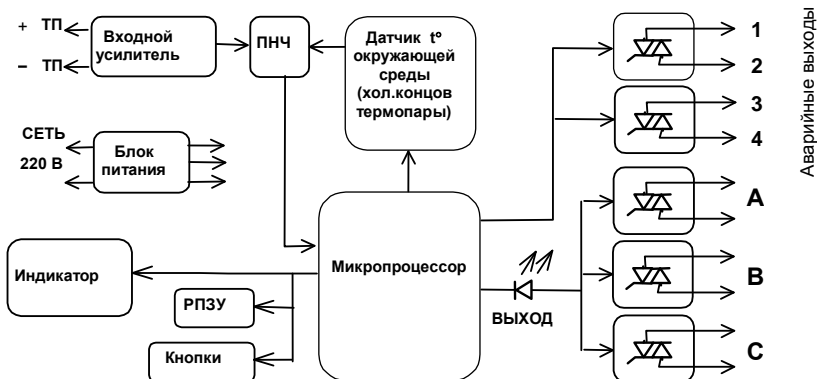 + ТП
– ТП
Входной
усилитель
ПНЧ
Датчик t°
окружающей
среды
(хол.концов
термопары)
1
2
3
4
Аварийные выходы
СЕТЬ
220 В
Блок
питания
A
B
C
Микропроцессор
ВЫХОД
Индикатор
РПЗУ
Кнопки